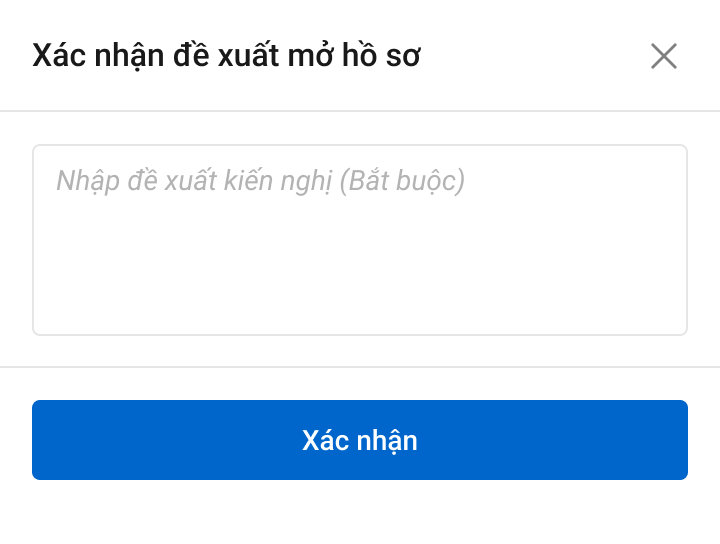 Xác nhận đề xuất mở hồ sơ
Nhập đề xuất kiến nghị (Bắt buộc)
Xác nhận